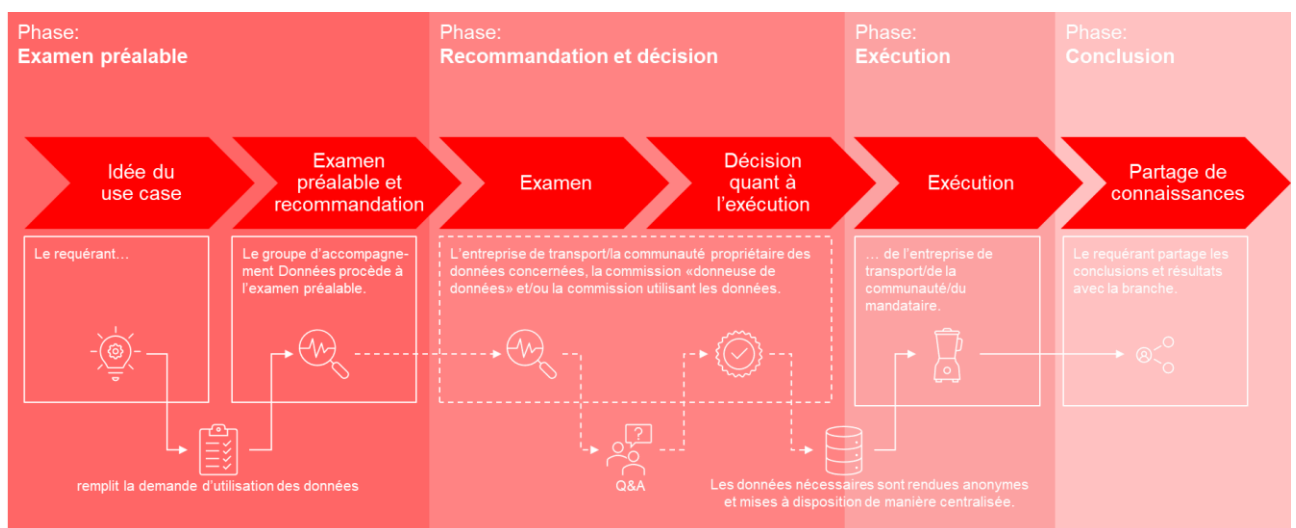 Phase:
Examen préalable
Phase:
Recommandation et décision
Phase:
Exécution
Phase:
Conclusion
Idée du
use case
Examen
préalable et
recommandation
Examen
Décision
quant à
l'exécution
Exécution
Partage de
connaissances
Le requérant…
Le groupe d'accompagne-
ment Données procède à
l'examen préalable.
L'entreprise de transport/la communauté propriétaire des
données concernées, la commission «donneuse de
données» et/ou la commission utilisant les données.
… de l'entreprise de
transport/de la
communauté/du
mandataire.
Le requérant partage les
conclusions et résultats
avec la branche.
remplit la demande d'utilisation des données
?
Q&A
Les données nécessaires sont rendues anonymes
et mises à disposition de manière centralisée.